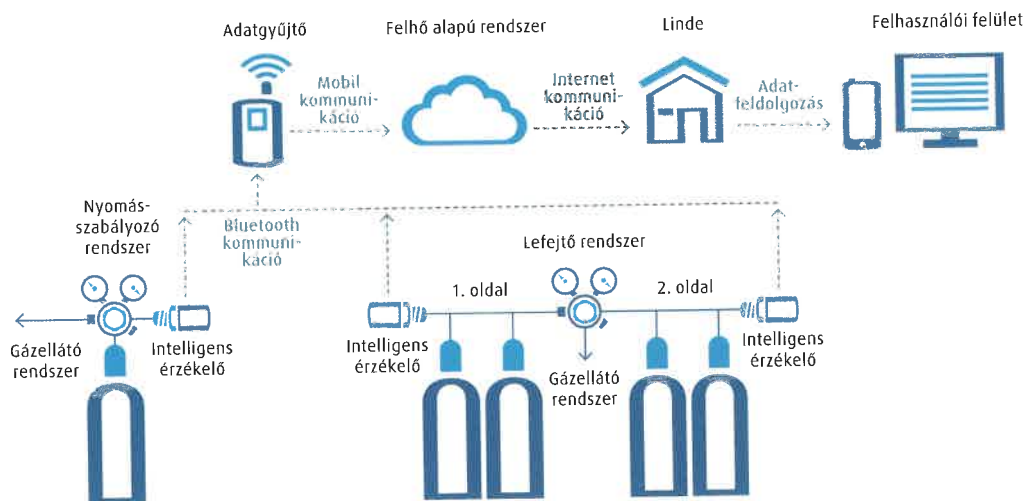 Adatgyűjtő
Felhő alapú rendszer
Linde
Felhasználói felület
Mobil
kommuni-
káció
Internet
kommuni-
káció
Adat-
feldolgozás
Nyomás-
szabályozó
rendszer
Bluetooth
kommuni-
káció
Lefejtő rendszer
1. oldal
2. oldal
Gázellátó
rendszer
Intelligens
érzékelő
Intelligens
érzékelő
Gázellátó
rendszer
Intelligens
érzékelő